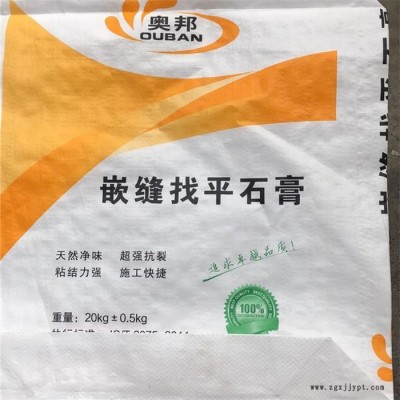 奥邦
OUBAN
嵌缝找平石膏
天然净味 超强抗裂
粘结力强 施工快捷
追求卓越品质!
重量: 20kg±0.5kg
100%
www.zgxjjypt.com